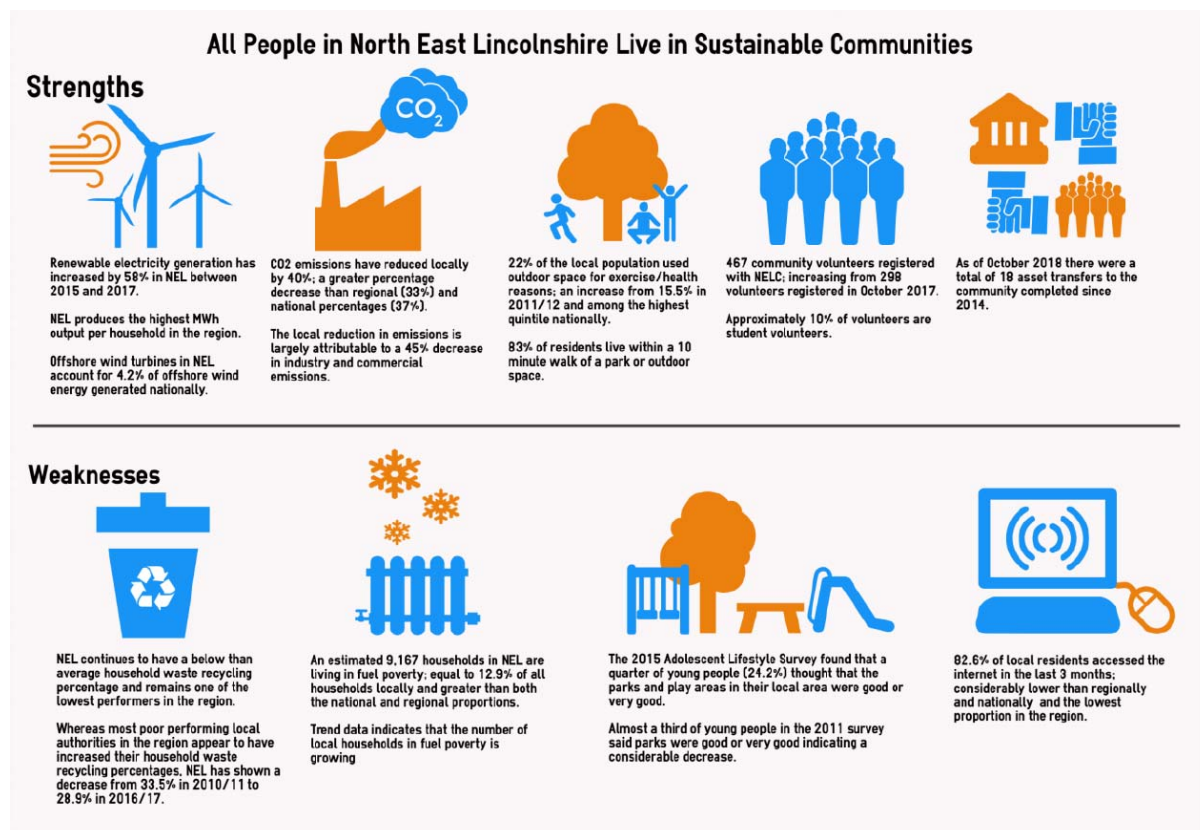 All People in North East Lincolnshire Live in Sustainable Communities
Strengths
CO2
Renewable electricity generation has
increased by 58% in NEL between
2015 and 2017.
NEL produces the highest MWh
output per household in the region.
Offshore wind turbines in NEL
account for 4.2% of offshore wind
energy generated nationally.
CO2 emissions have reduced locally
by 40%; a greater percentage
decrease than regional (33%) and
national percentages (37%).
The local reduction in emissions is
largely attributable to a 45% decrease
in industry and commercial
emissions.
22% of the local population used
outdoor space for exercise/health
reasons; an increase from 15.5% in
2011/12 and among the highest
quintile nationally.
83% of residents live within a 10
minute walk of a park or outdoor
space.
467 community volunteers registered
with NELC; increasing from 298
volunteers registered in October 2017.
Approximately 10% of volunteers are
student volunteers.
As of October 2018 there were a
total of 18 asset transfers to the
community completed since
2014.
Weaknesses
NEL continues to have a below than
average household waste recycling
percentage and remains one of the
lowest performers in the region.
Whereas most poor performing local
authorities in the region appear to have
increased their household waste
recycling percentages, NEL has shown a
decrease from 33.5% in 2010/11 to
28.9% in 2016/17.
An estimated 9,167 households in NEL are
living in fuel poverty; equal to 12.9% of all
households locally and greater than both
the national and regional proportions.
Trend data indicates that the number of
local households in fuel poverty is
growing
The 2015 Adolescent Lifestyle Survey found that a
quarter of young people (24.2%) thought that the
parks and play areas in their local area were good or
very good.
Almost a third of young people in the 2011 survey
said parks were good or very good indicating a
considerable decrease.
82.6% of local residents accessed the
internet in the last 3 months;
considerably lower than regionally
and nationally and the lowest
proportion in the region.